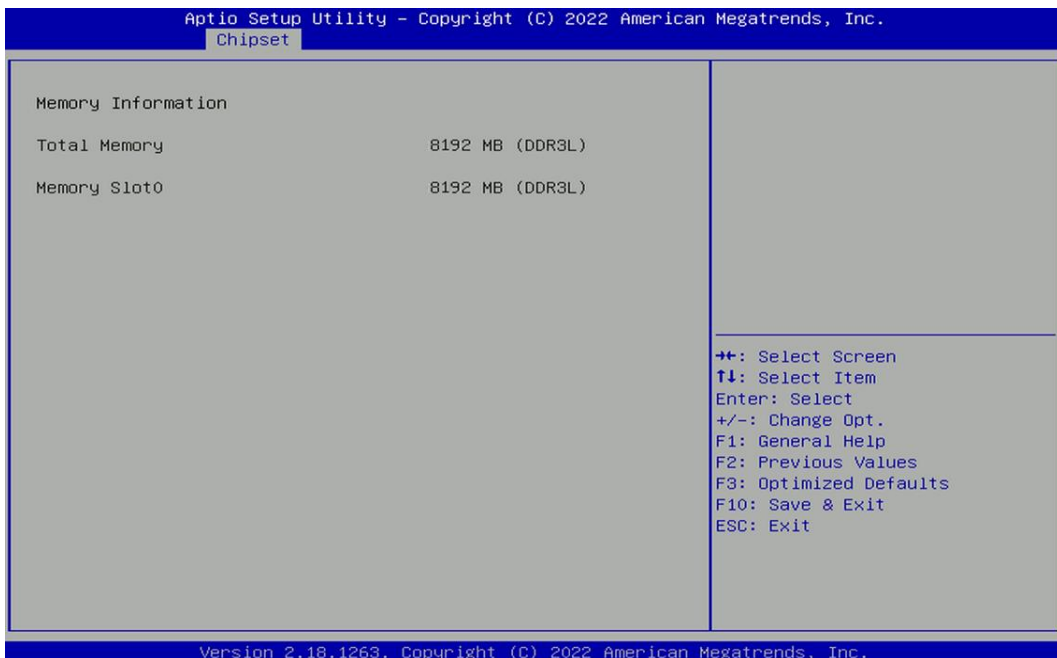 Aptio Setup Utility – Copyright (C) 2022 American Megatrends, Inc.
Chipset
Memory Information
Total Memory 8192 MB (DDR3L)
Memory Slot0 8192 MB (DDR3L)
→←: Select Screen
↑↓: Select Item
Enter: Select
+/-: Change Opt.
F1: General Help
F2: Previous Values
F3: Optimized Defaults
F10: Save & Exit
ESC: Exit
Version 2.18.1263. Copyright (C) 2022 American Megatrends, Inc.